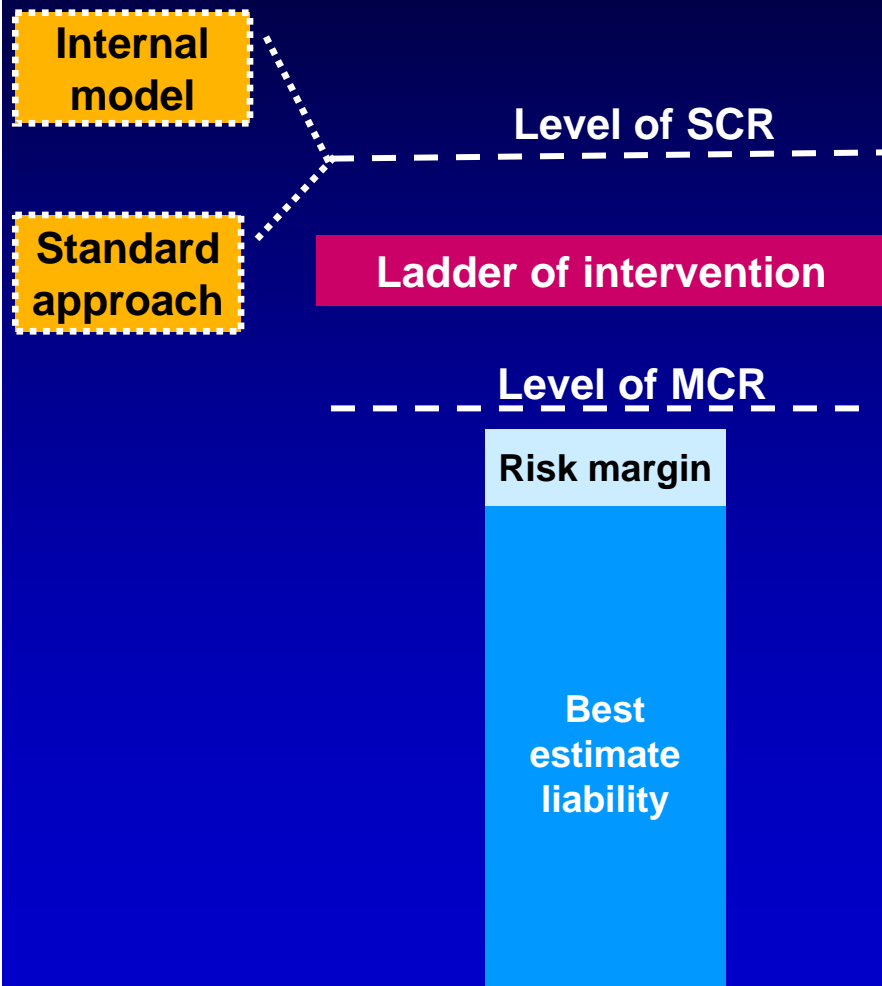 Internal
model
Level of SCR
Standard
approach
Ladder of intervention
Level of MCR
Risk margin
Best
estimate
liability